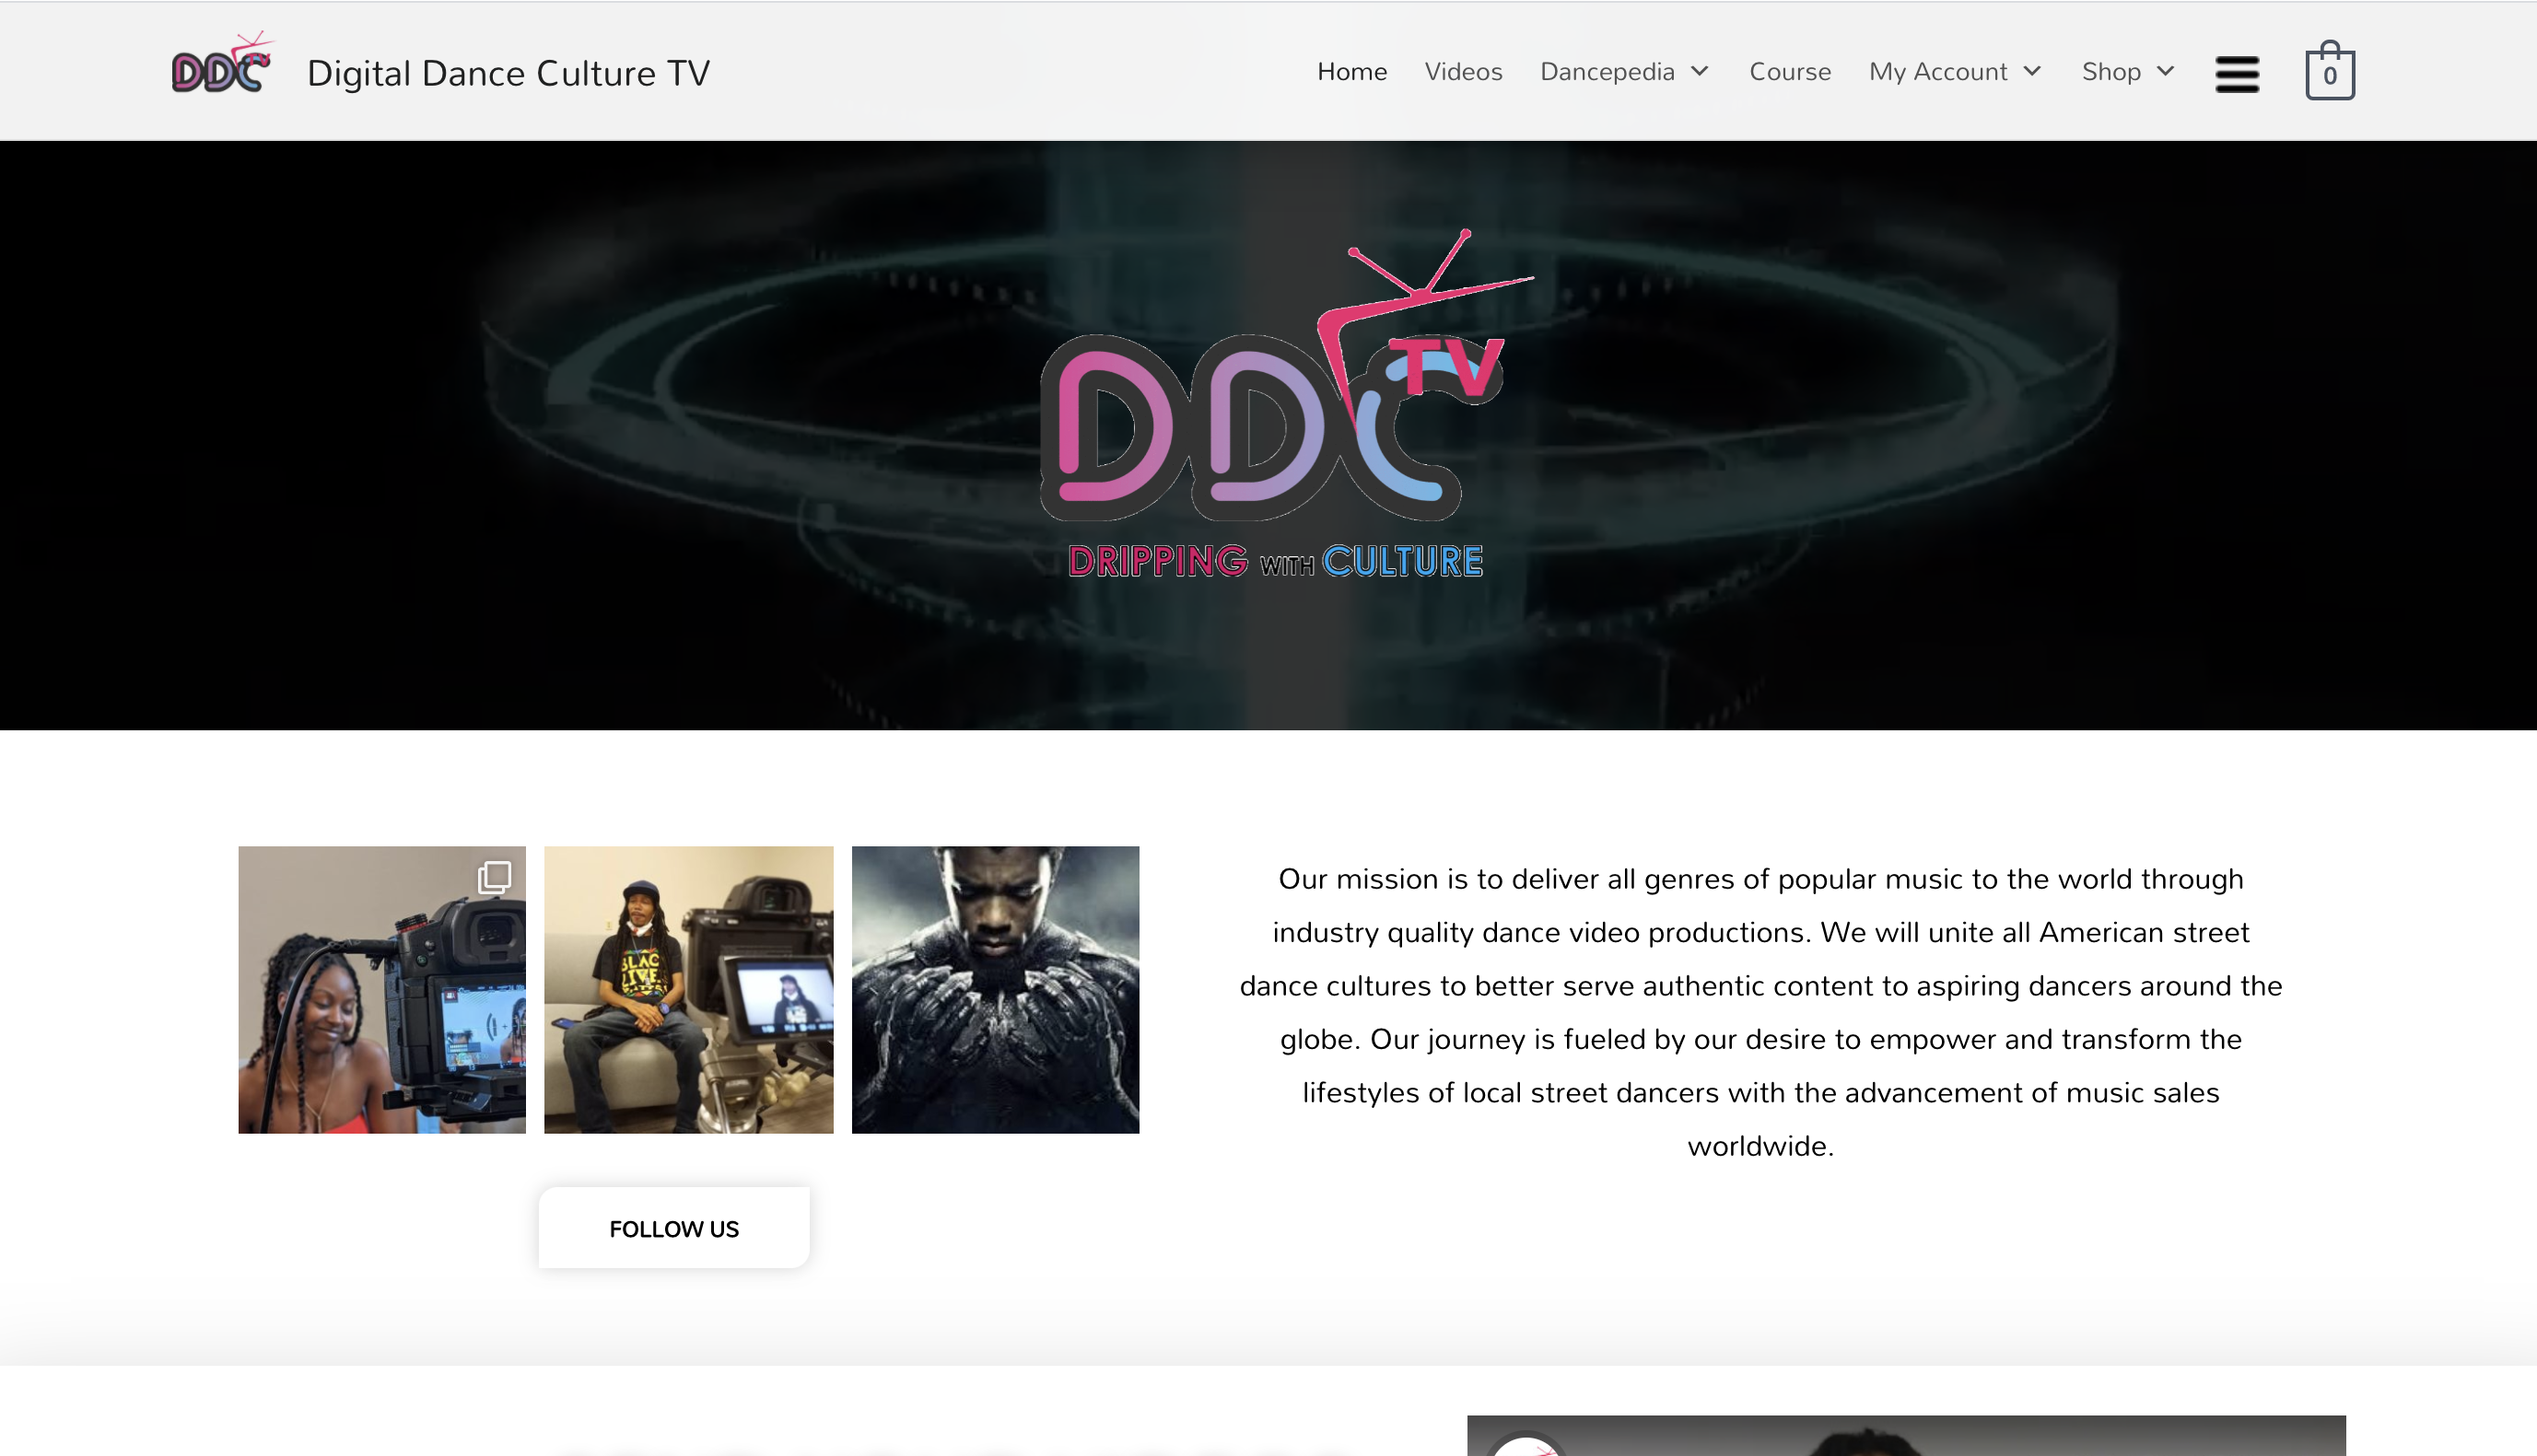 DDC TV
Digital Dance Culture TV
Home
Videos
Dancepedia
Course
My Account
Shop
0
DDC TV
DRIPPING WITH CULTURE
BLAC
LIVE
Our mission is to deliver all genres of popular music to the world through
industry quality dance video productions. We will unite all American street
dance cultures to better serve authentic content to aspiring dancers around the
globe. Our journey is fueled by our desire to empower and transform the
lifestyles of local street dancers with the advancement of music sales
worldwide.
FOLLOW US